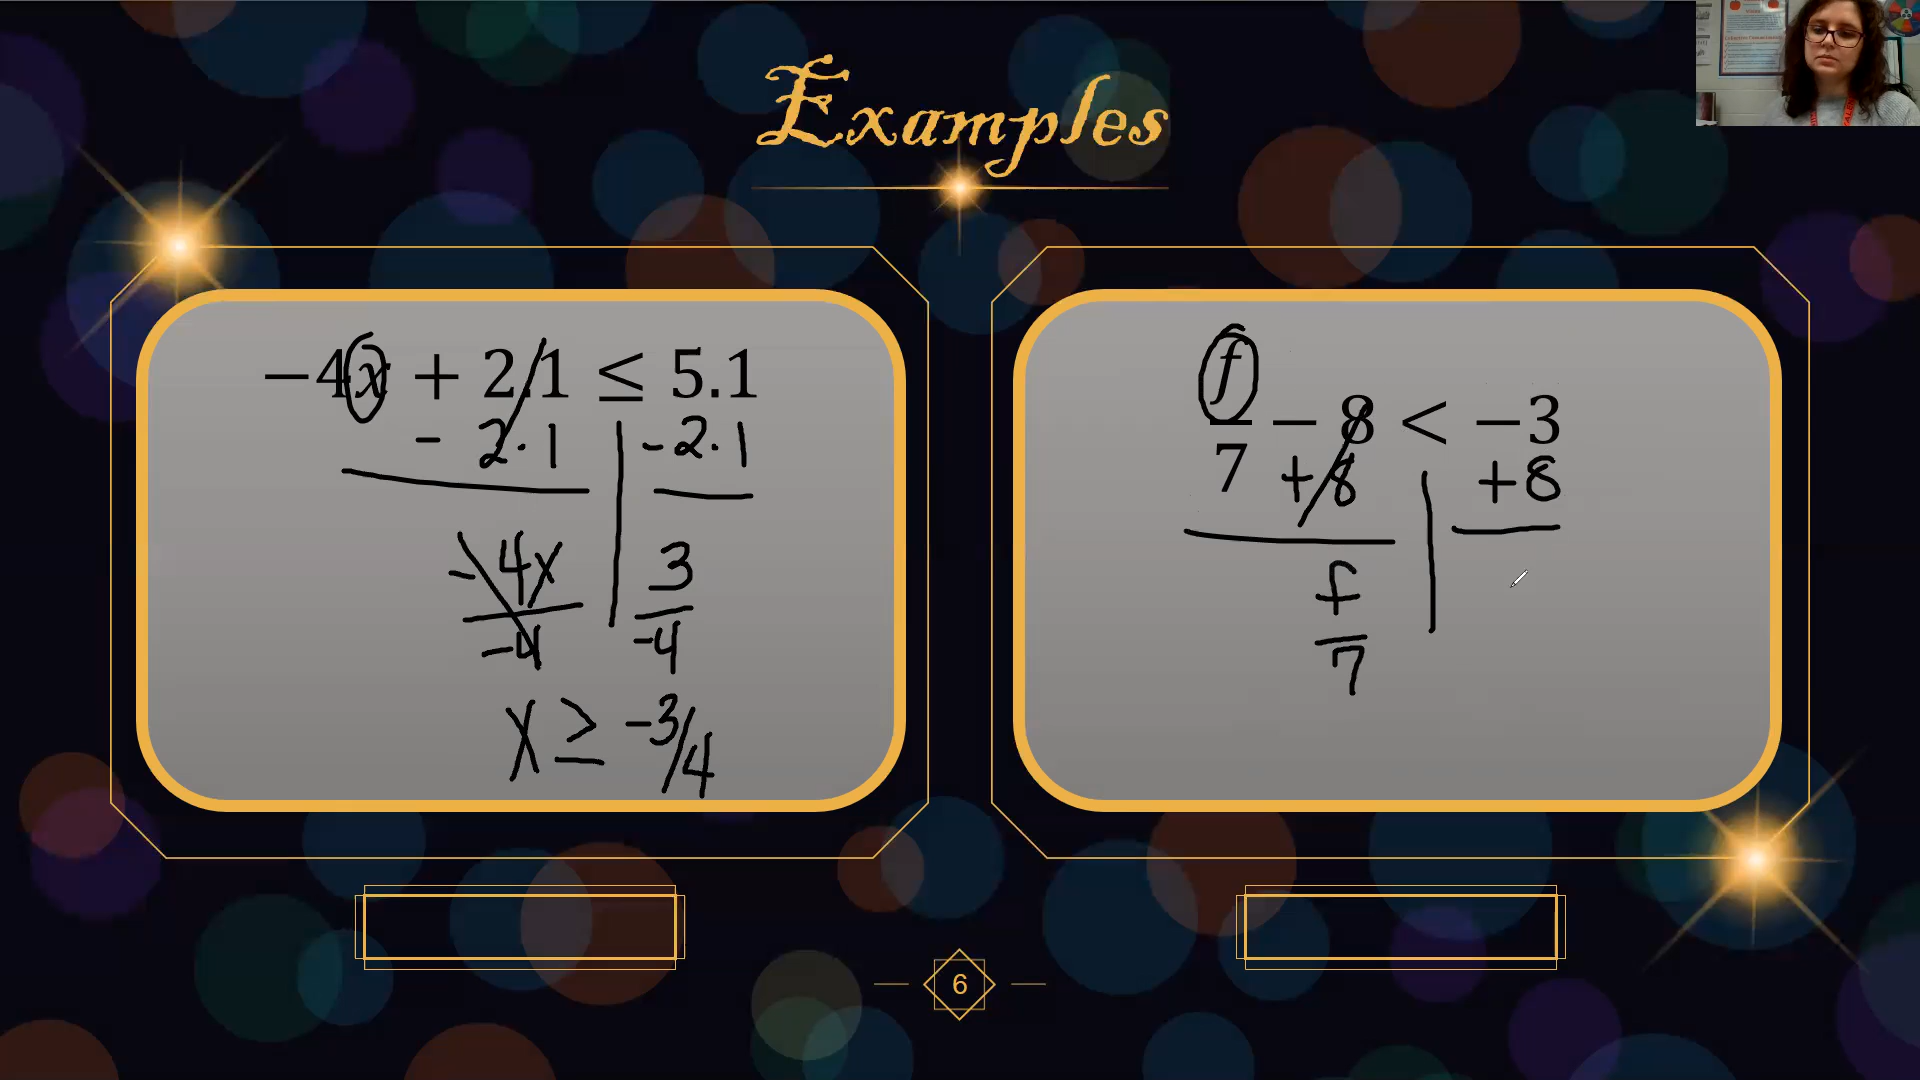 Examples
−4x + 2.1 ≤ 5.1
- 2.1 | -2.1
-4x | 3
-4 | -4
x ≥ -3/4
f
— − 8 < −3
7 +8 | +8
f
7
6